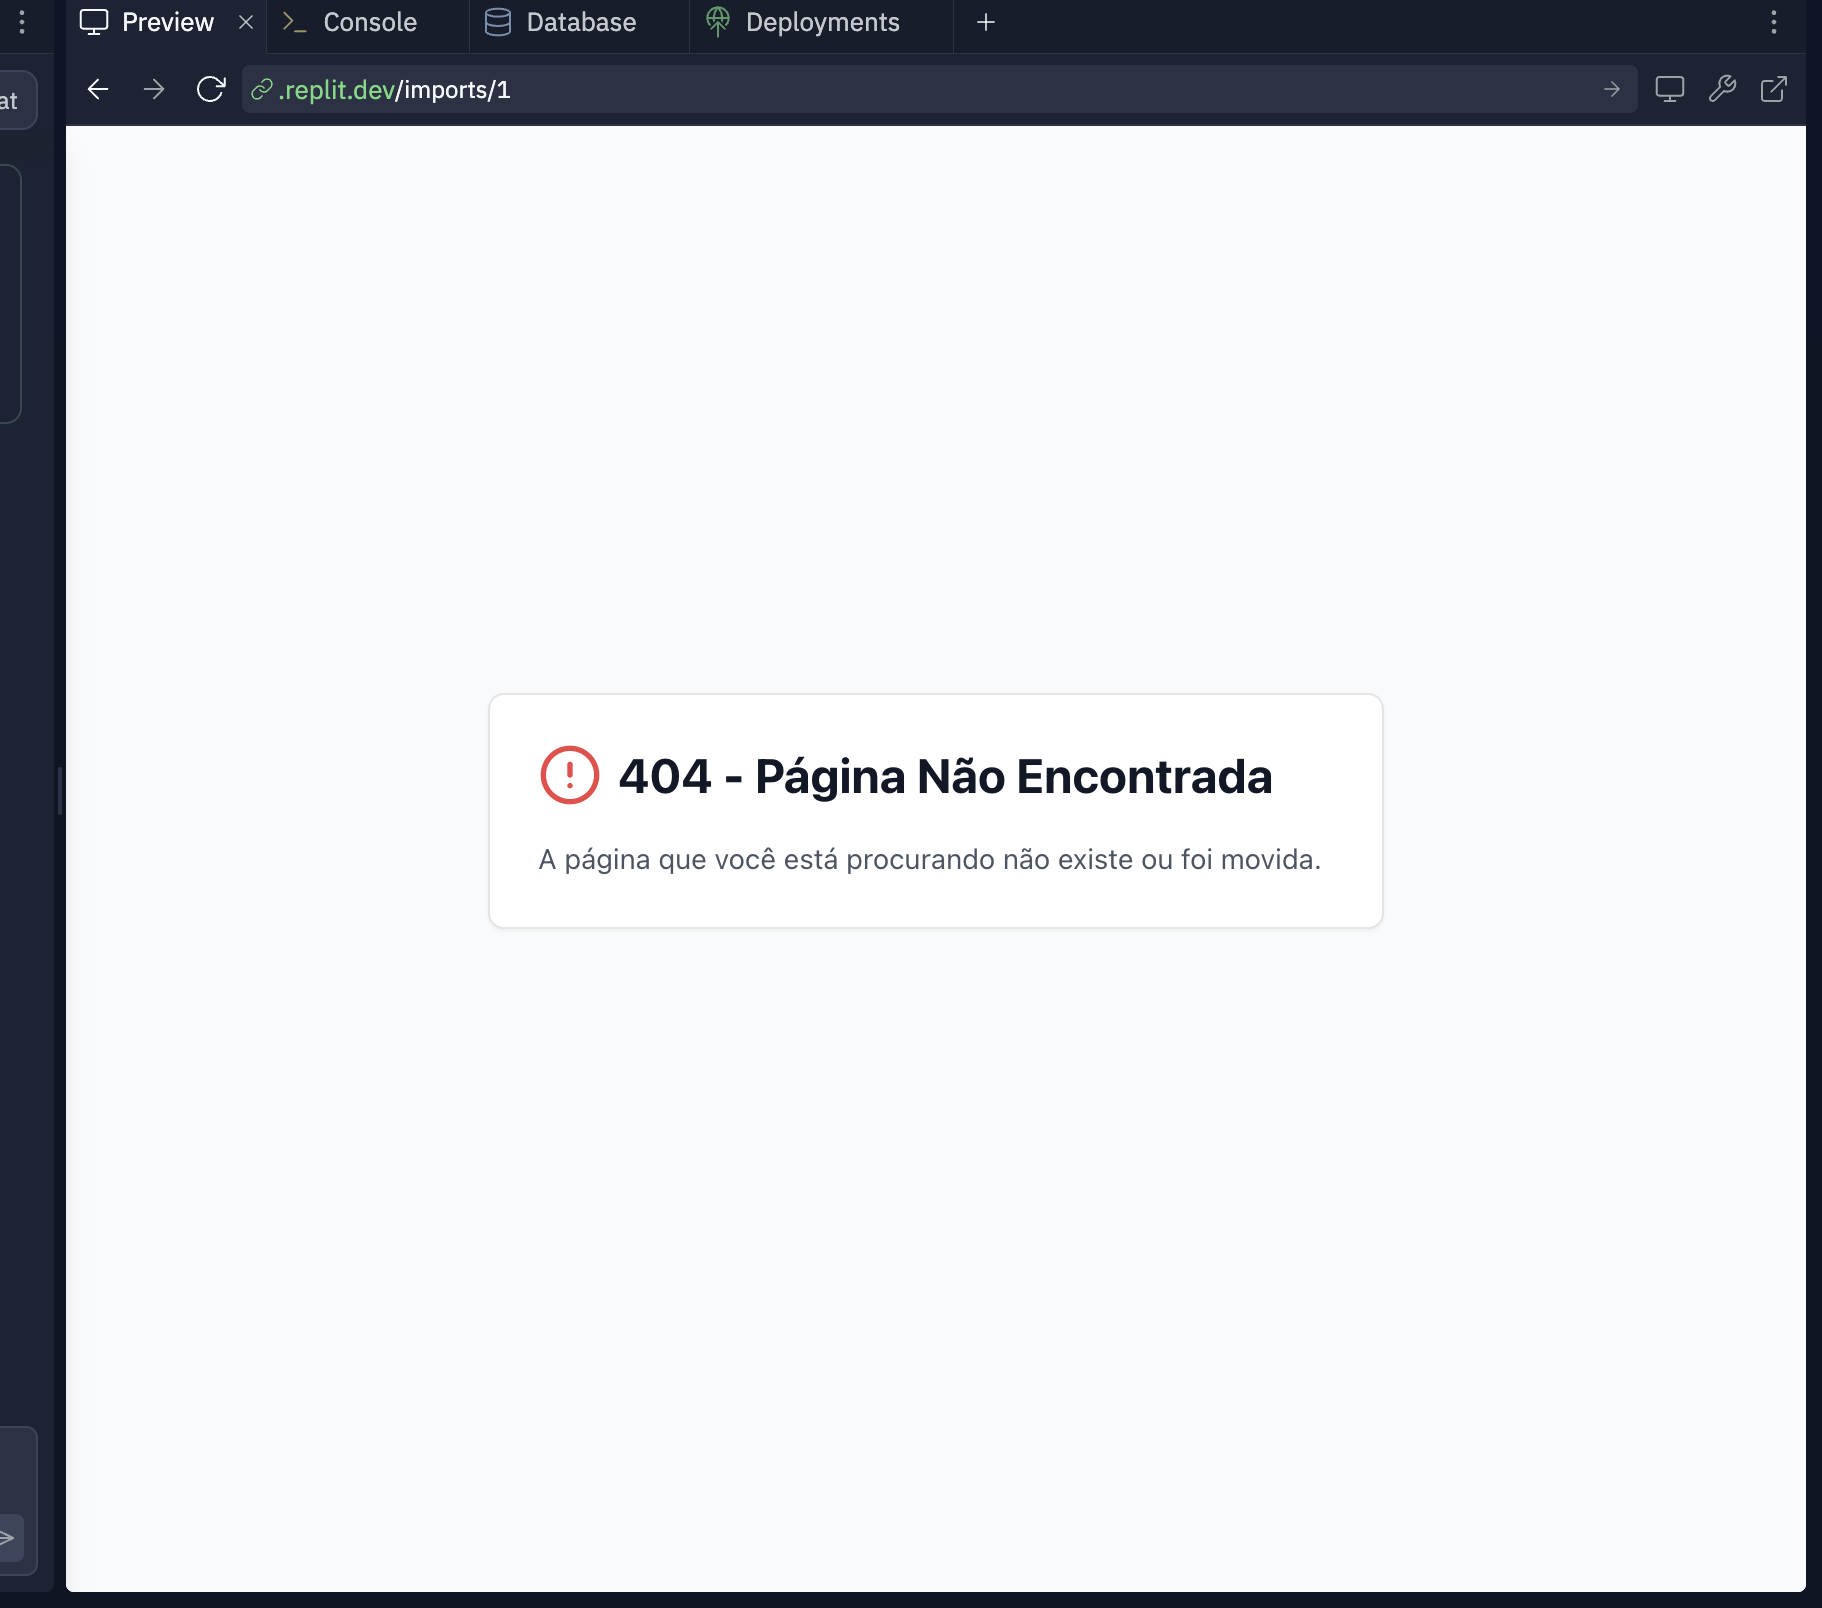 Preview
Console
Database
Deployments
at
.replit.dev/imports/1
404 - Página Não Encontrada
A página que você está procurando não existe ou foi movida.